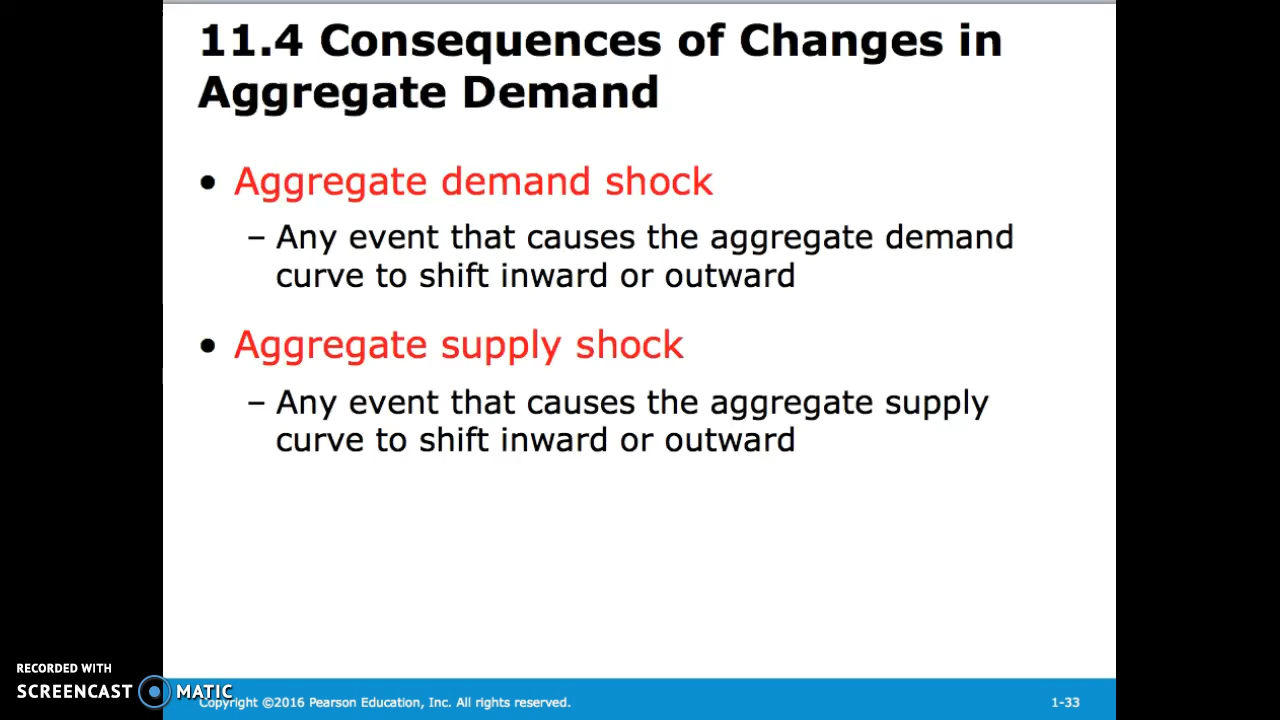 11.4 Consequences of Changes in
Aggregate Demand
• Aggregate demand shock
– Any event that causes the aggregate demand
curve to shift inward or outward
• Aggregate supply shock
– Any event that causes the aggregate supply
curve to shift inward or outward
RECORDED WITH
SCREENCAST MATIC
Copyright ©2016 Pearson Education, Inc. All rights reserved.
1-33